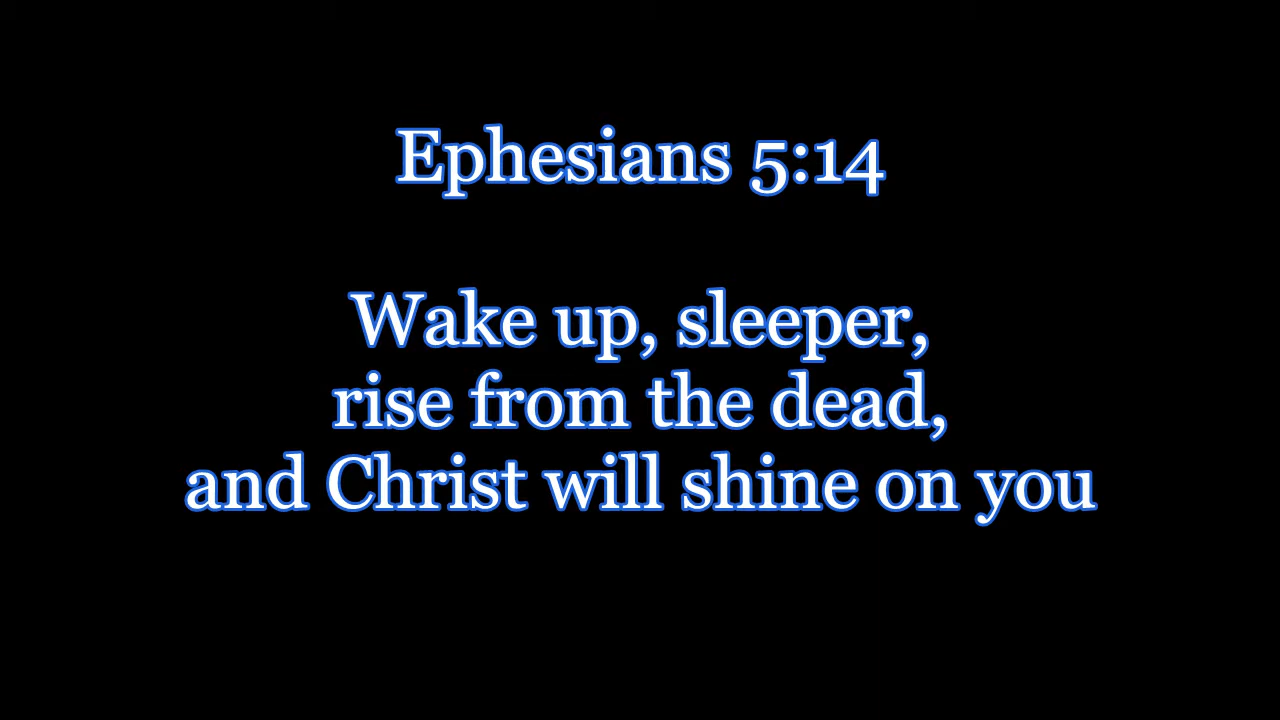 Ephesians 5:14
Wake up, sleeper,
rise from the dead,
and Christ will shine on you